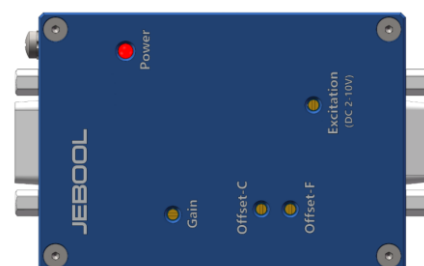 Power
Excitation
(DC 2-10V)
JEBOOL
Gain
Offset-C
Offset-F